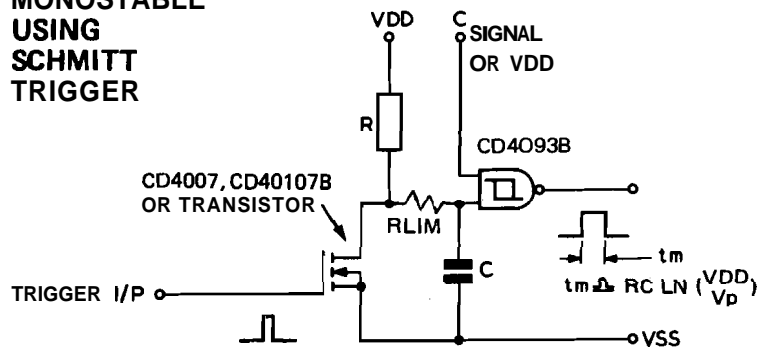 MONOSTABLE
USING
SCHMITT
TRIGGER
VDD
C SIGNAL
OR VDD
R
CD4093B
CD4007, CD40107B
OR TRANSISTOR
RLIM
C
TRIGGER I/P
tm
tm ≏ RC LN (VDD/Vp)
VSS